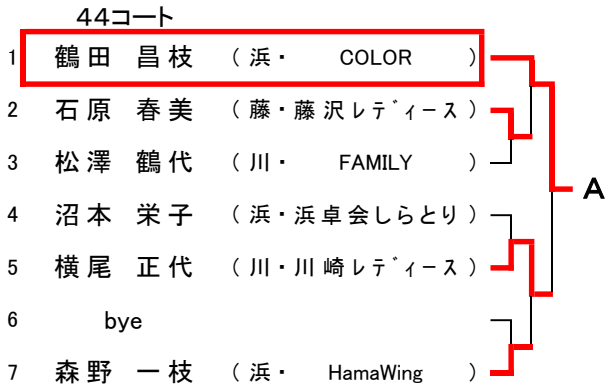 44コート
1 鶴田 昌枝 （浜・ COLOR ）
2 石原 春美 （藤・藤沢レディース）
3 松澤 鶴代 （川・ FAMILY ）
4 沼本 栄子 （浜・浜卓会しらとり）
5 横尾 正代 （川・川崎レディース）
6 bye
7 森野 一枝 （浜・ HamaWing ）
A